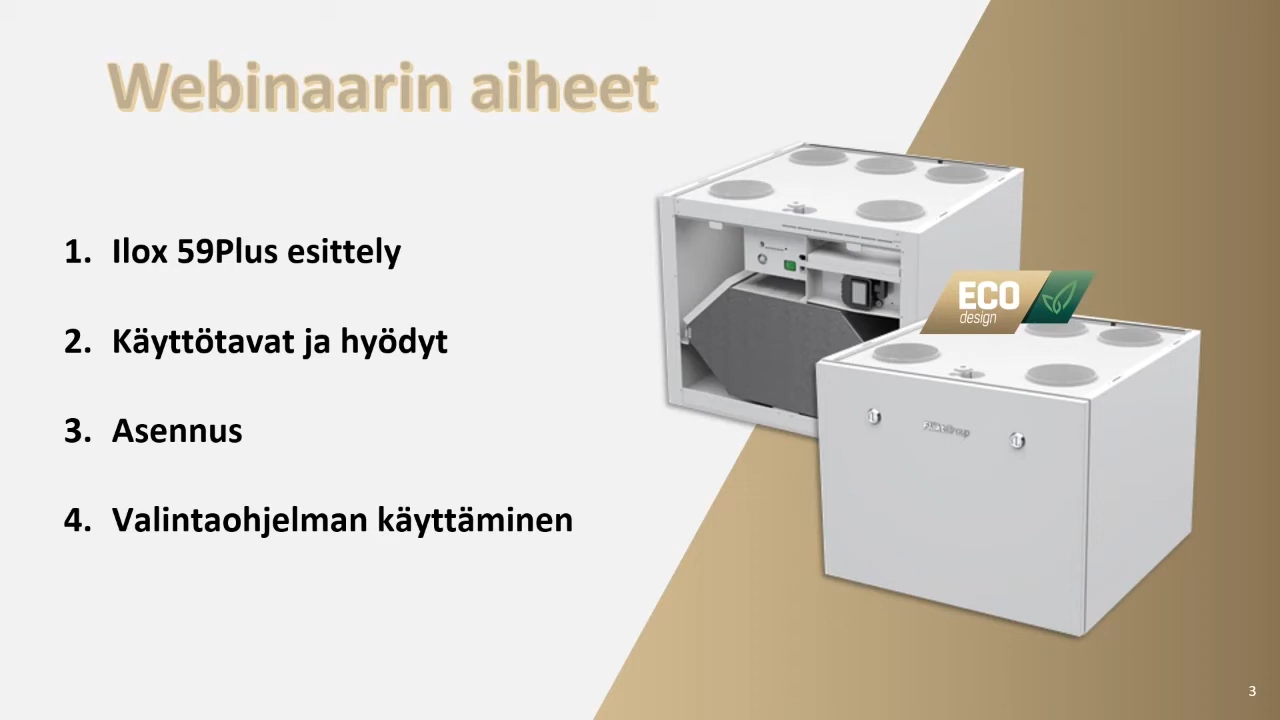 Webinaarin aiheet
1. Ilox 59Plus esittely
2. Käyttötavat ja hyödyt
3. Asennus
4. Valintaohjelman käyttäminen
ECO
design
3